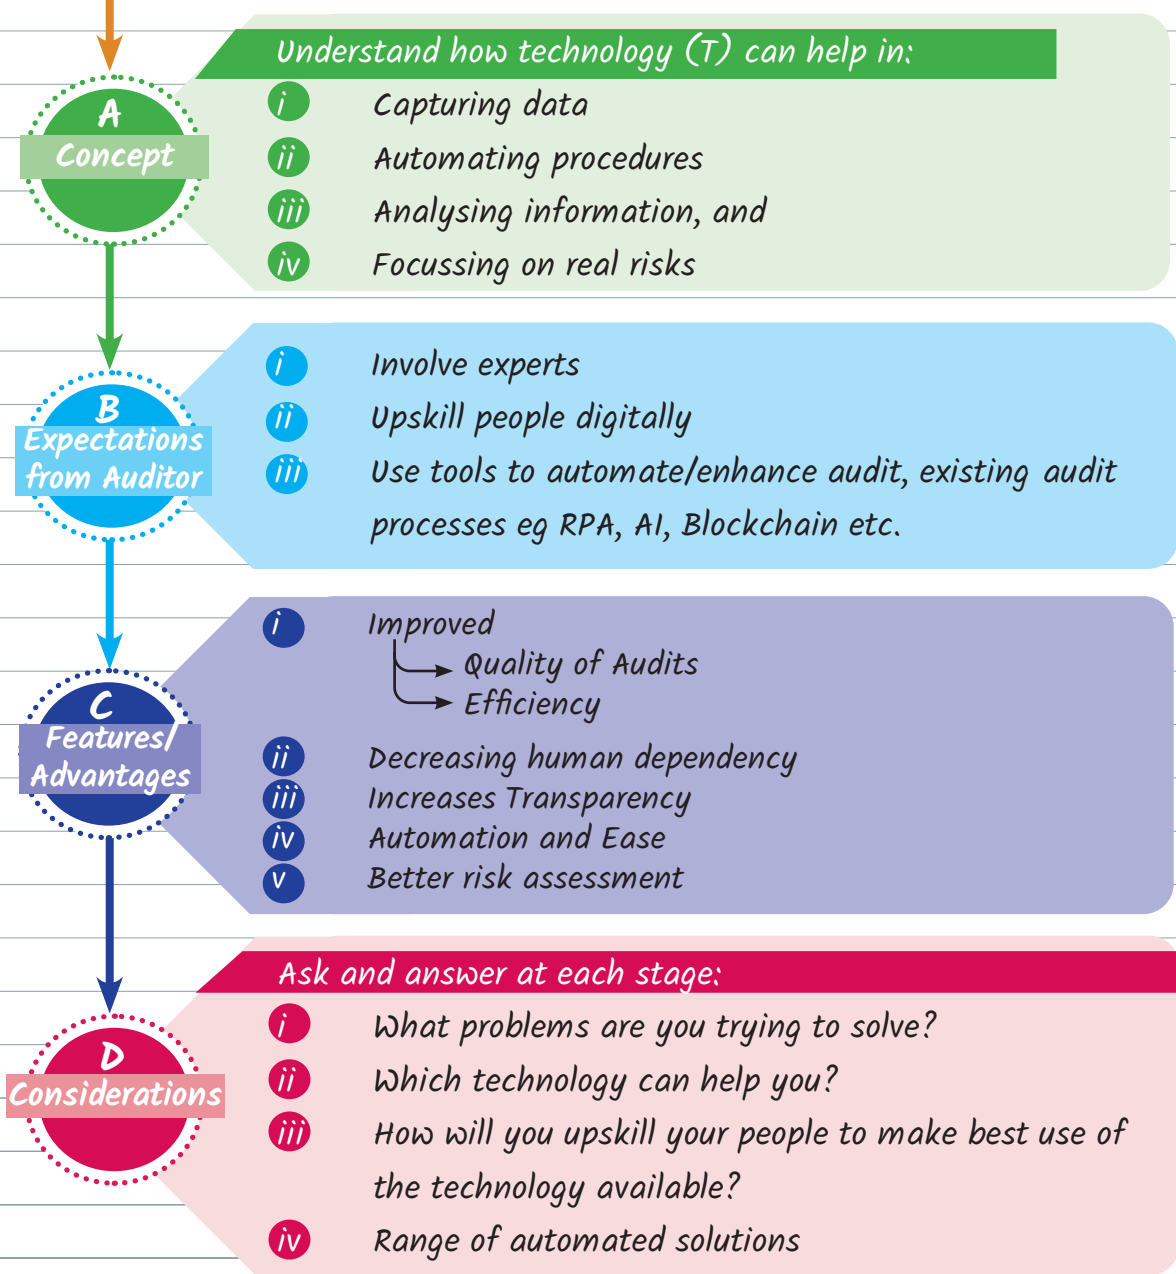 A
Concept
Understand how technology (T) can help in:
i Capturing data
ii Automating procedures
iii Analysing information, and
iv Focussing on real risks
B
Expectations
from Auditor
i Involve experts
ii Upskill people digitally
iii Use tools to automate/enhance audit, existing audit
processes eg RPA, AI, Blockchain etc.
C
Features/
Advantages
i Improved
Quality of Audits
Efficiency
ii Decreasing human dependency
iii Increases Transparency
iv Automation and Ease
v Better risk assessment
D
Considerations
Ask and answer at each stage:
i What problems are you trying to solve?
ii Which technology can help you?
iii How will you upskill your people to make best use of
the technology available?
iv Range of automated solutions